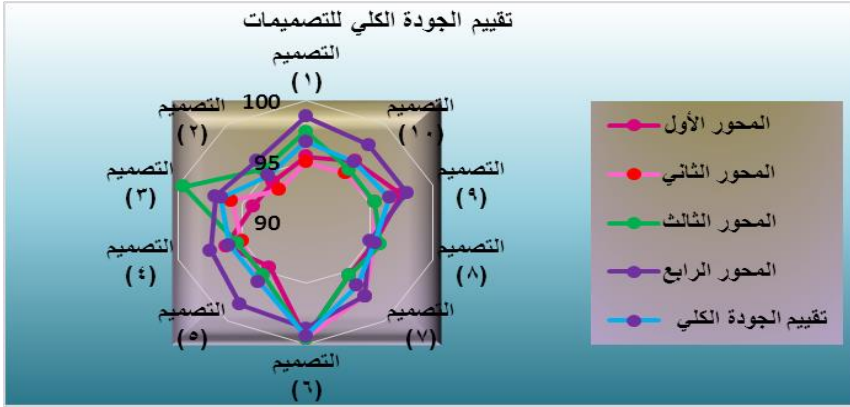 تقييم الجودة الكلي للتصميمات
التصميم
(١)
التصميم
(٢)
التصميم
(٣)
التصميم
(٤)
التصميم
(٥)
التصميم
(٦)
التصميم
(٧)
التصميم
(٨)
التصميم
(٩)
التصميم
(١٠)
100
95
90
المحور الأول
المحور الثاني
المحور الثالث
المحور الرابع
تقييم الجودة الكلي